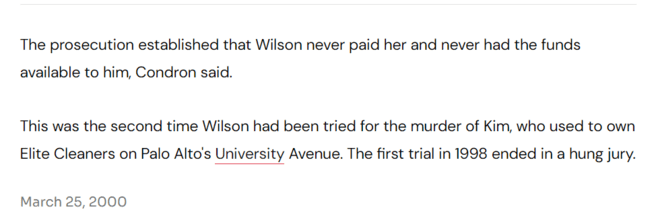 The prosecution established that Wilson never paid her and never had the funds
available to him, Condron said.
This was the second time Wilson had been tried for the murder of Kim, who used to own
Elite Cleaners on Palo Alto's University Avenue. The first trial in 1998 ended in a hung jury.
March 25, 2000